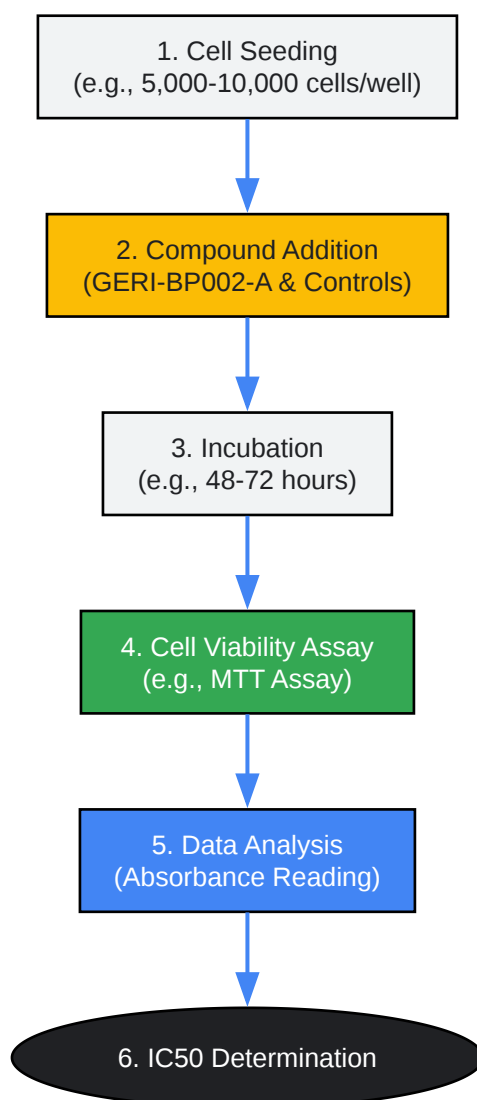 1. Cell Seeding
(e.g., 5,000-10,000 cells/well)
2. Compound Addition
(GERI-BP002-A & Controls)
3. Incubation
(e.g., 48-72 hours)
4. Cell Viability Assay
(e.g., MTT Assay)
5. Data Analysis
(Absorbance Reading)
6. IC50 Determination